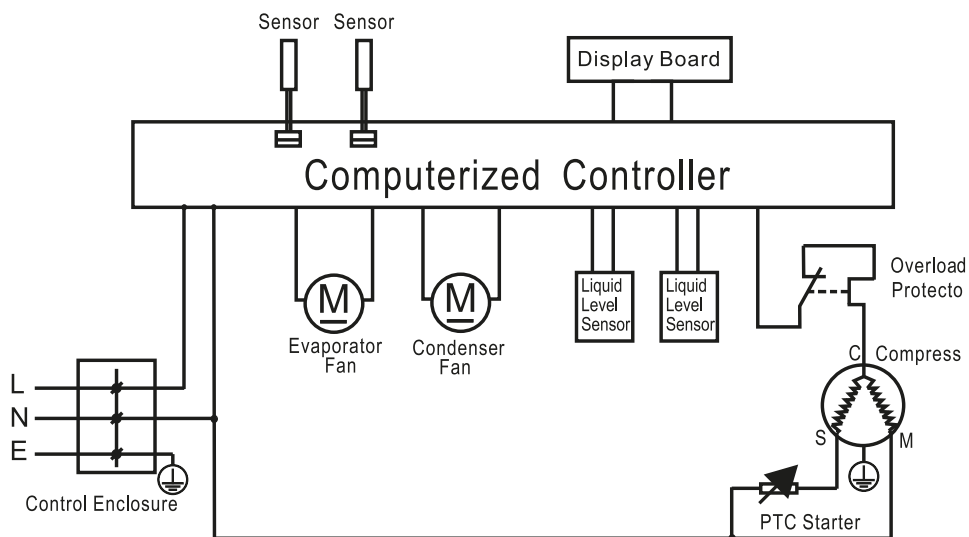 Sensor Sensor
Display Board
Computerized Controller
M
Evaporator
Fan
M
Condenser
Fan
Liquid
Level
Sensor
Liquid
Level
Sensor
Overload
Protecto
C Compress
S
M
L
N
E
Control Enclosure
PTC Starter